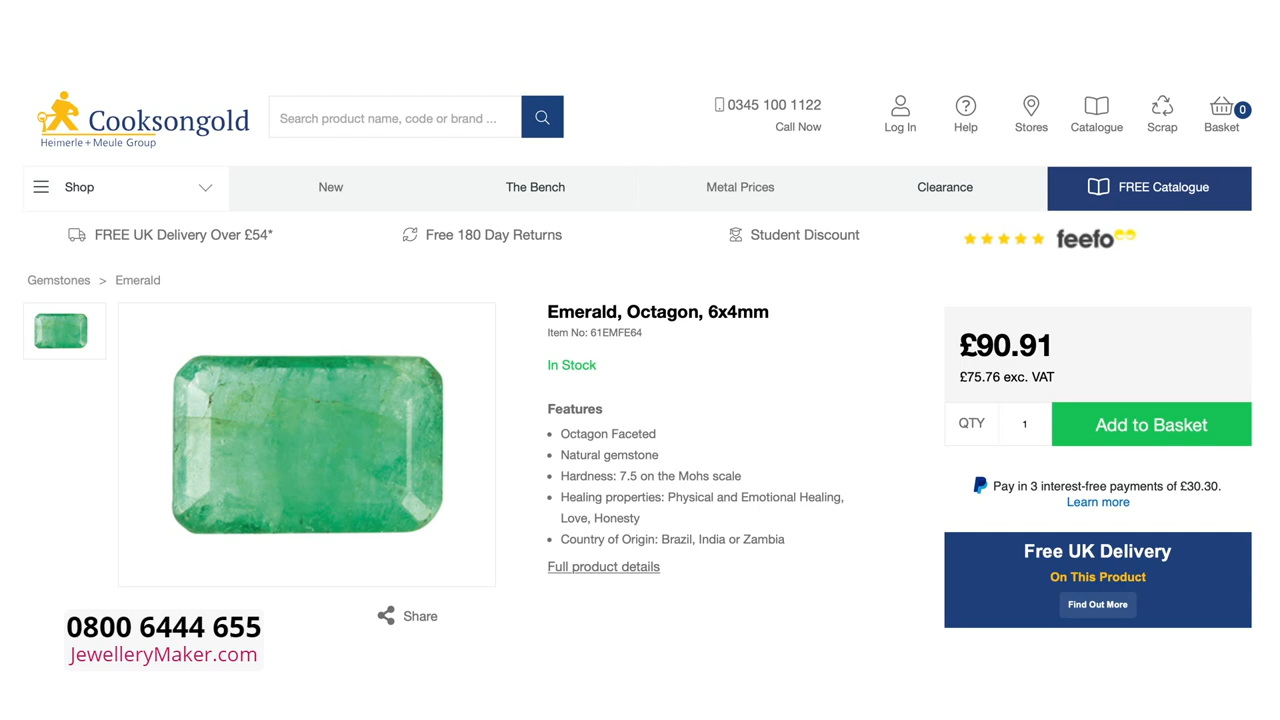 Cooksongold
Heimerle + Meule Group
Search product name, code or brand ...
0345 100 1122
Call Now
Log In
Help
Stores
Catalogue
Scrap
Basket
0
Shop
New
The Bench
Metal Prices
Clearance
FREE Catalogue
FREE UK Delivery Over £54*
Free 180 Day Returns
Student Discount
feefo
Gemstones > Emerald
Emerald, Octagon, 6x4mm
Item No: 61EMFE64
In Stock
Features
• Octagon Faceted
• Natural gemstone
• Hardness: 7.5 on the Mohs scale
• Healing properties: Physical and Emotional Healing,
Love, Honesty
• Country of Origin: Brazil, India or Zambia
Full product details
£90.91
£75.76 exc. VAT
QTY
1
Add to Basket
Pay in 3 interest-free payments of £30.30.
Learn more
Free UK Delivery
On This Product
Find Out More
Share
0800 6444 655
JewelleryMaker.com